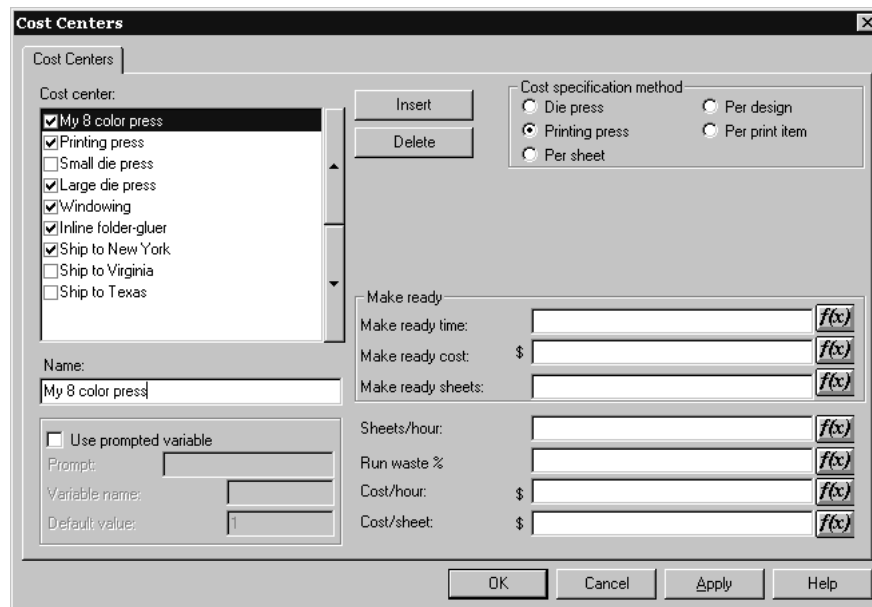 Cost Centers
Cost Centers
Cost center:
My 8 color press
Printing press
Small die press
Large die press
Windowing
Inline folder-gluer
Ship to New York
Ship to Virginia
Ship to Texas
Name:
My 8 color press
Use prompted variable
Prompt:
Variable name:
Default value: 1
Insert
Delete
Cost specification method
Die press
Printing press
Per sheet
Per design
Per print item
Make ready
Make ready time: f(x)
Make ready cost: $ f(x)
Make ready sheets: f(x)
Sheets/hour: f(x)
Run waste % f(x)
Cost/hour: $ f(x)
Cost/sheet: $ f(x)
OK Cancel Apply Help